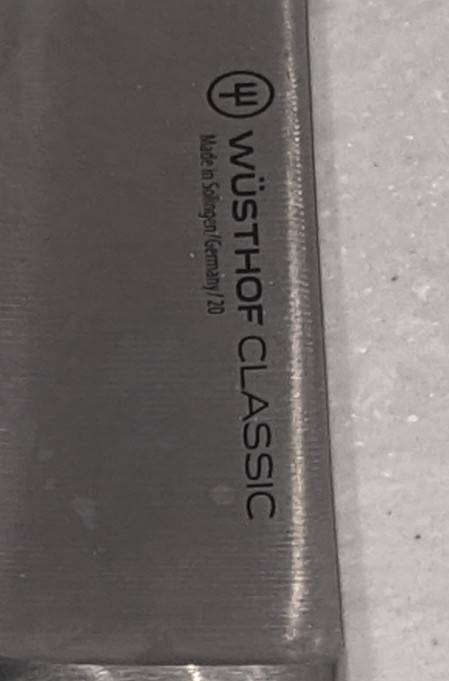 WÜSTHOF CLASSIC
Made in Solingen/Germany/20